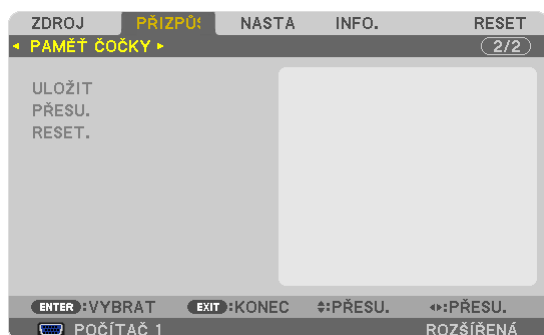 ZDROJ PŘIZPŮS NASTA INFO. RESET
PAMĚŤ ČOČKY 2/2
ULOŽIT
PŘESU.
RESET.
ENTER :VYBRAT EXIT :KONEC :PŘESU. :PŘESU.
POČÍTAČ 1 ROZŠÍŘENÁ